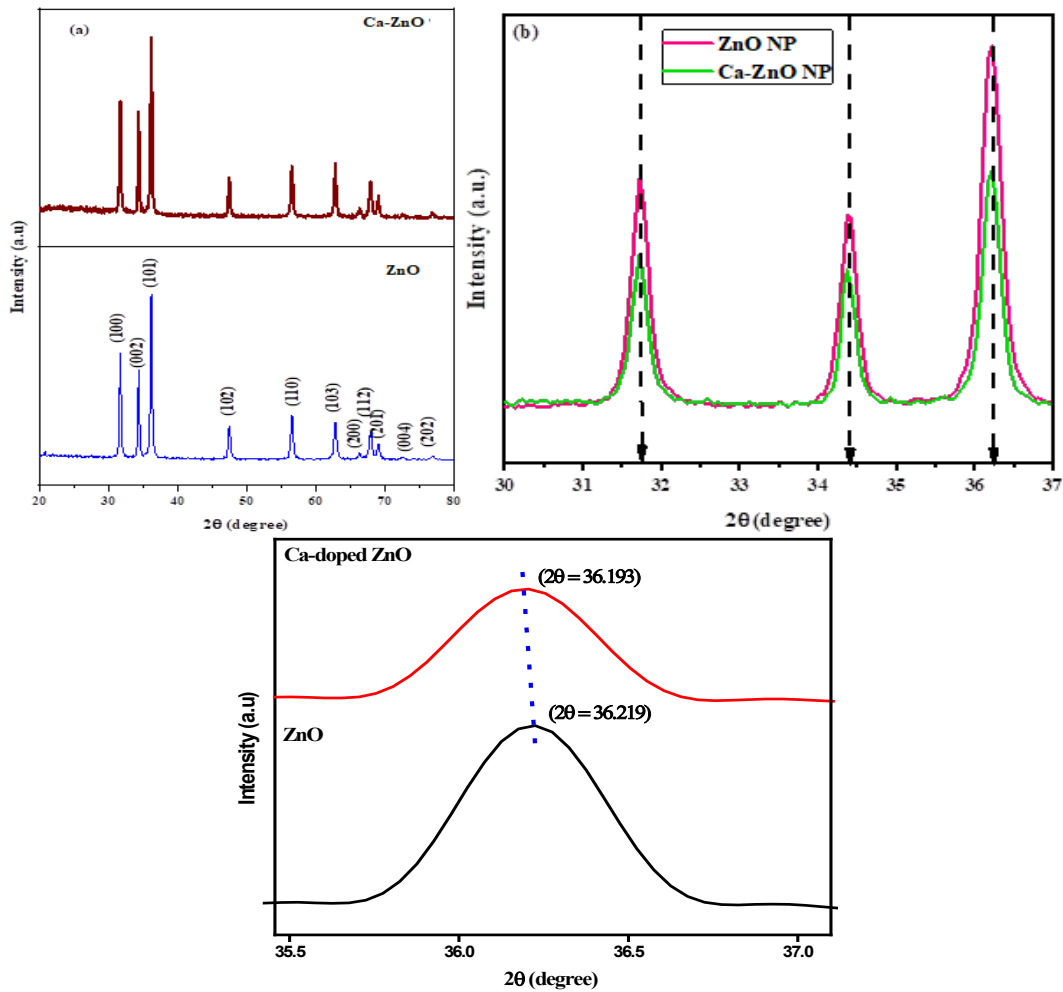 (a)
Ca-ZnO
ZnO
(100)
(002)
(101)
(102)
(110)
(103)
(200)
(112)
(201)
(004)
(202)
Intensity (a.u)
20 30 40 50 60 70 80
2θ (degree)
(b)
ZnO NP
Ca-ZnO NP
Intensity (a.u.)
30 31 32 33 34 35 36 37
2θ (degree)
Ca-doped ZnO
(2θ = 36.193)
(2θ = 36.219)
ZnO
Intensity (a.u)
35.5 36.0 36.5 37.0
2θ (degree)